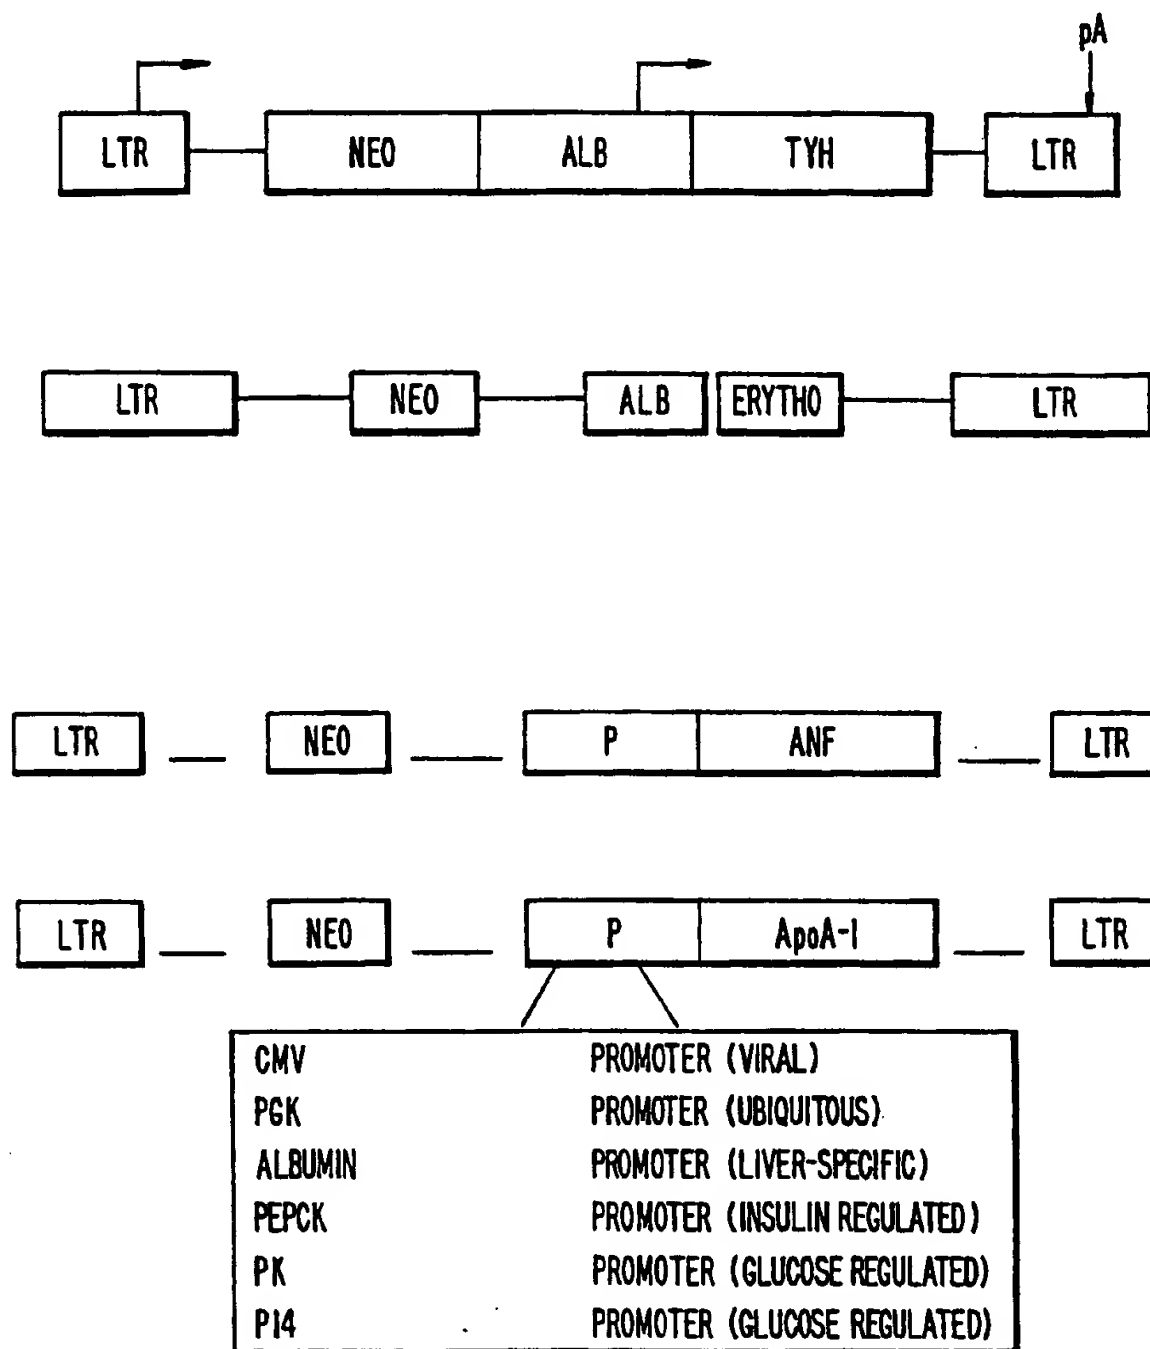 pA
LTR NEO ALB TYH LTR
LTR NEO ALB ERYTHO LTR
LTR NEO P ANF LTR
LTR NEO P ApoA-I LTR
CMV PROMOTER (VIRAL)
PGK PROMOTER (UBIQUITOUS)
ALBUMIN PROMOTER (LIVER-SPECIFIC)
PEPCK PROMOTER (INSULIN REGULATED)
PK PROMOTER (GLUCOSE REGULATED)
P14 PROMOTER (GLUCOSE REGULATED)